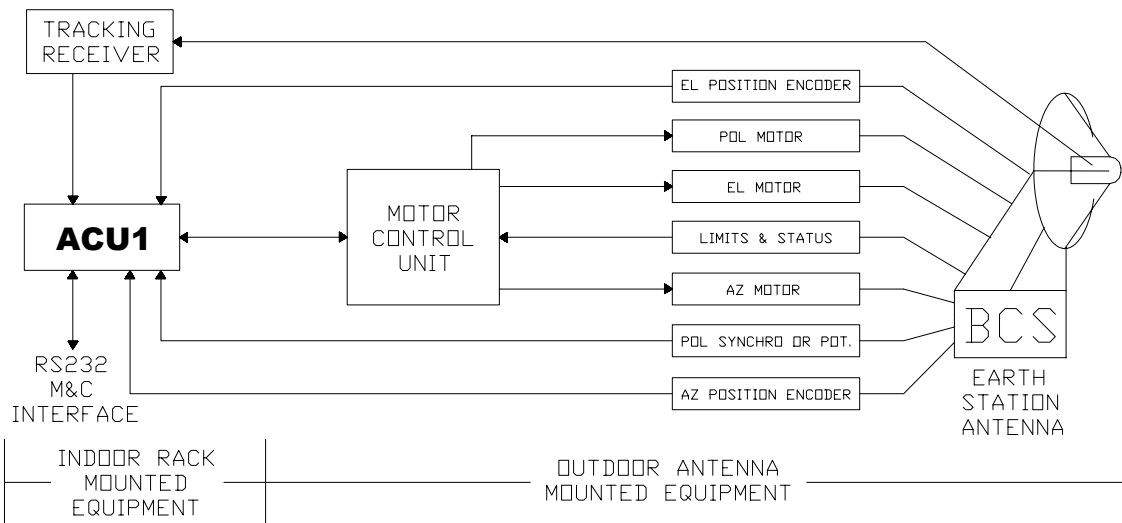 TRACKING
RECEIVER
EL POSITION ENCODER
POL MOTOR
EL MOTOR
ACU1
MOTOR
CONTROL
UNIT
LIMITS & STATUS
AZ MOTOR
BCS
POL SYNCHRO OR POT.
RS232
M&C
INTERFACE
AZ POSITION ENCODER
EARTH
STATION
ANTENNA
INDOOR RACK
MOUNTED
EQUIPMENT
OUTDOOR ANTENNA
MOUNTED EQUIPMENT